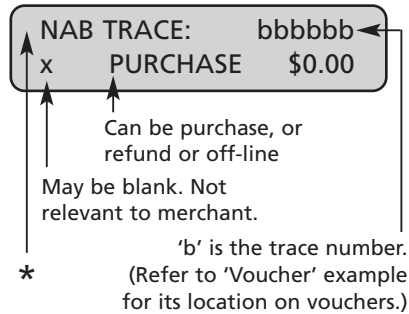 NAB TRACE: bbbbbb
x PURCHASE $0.00
Can be purchase, or
refund or off-line
May be blank. Not
relevant to merchant.
‘b’ is the trace number.
* (Refer to ‘Voucher’ example
for its location on vouchers.)